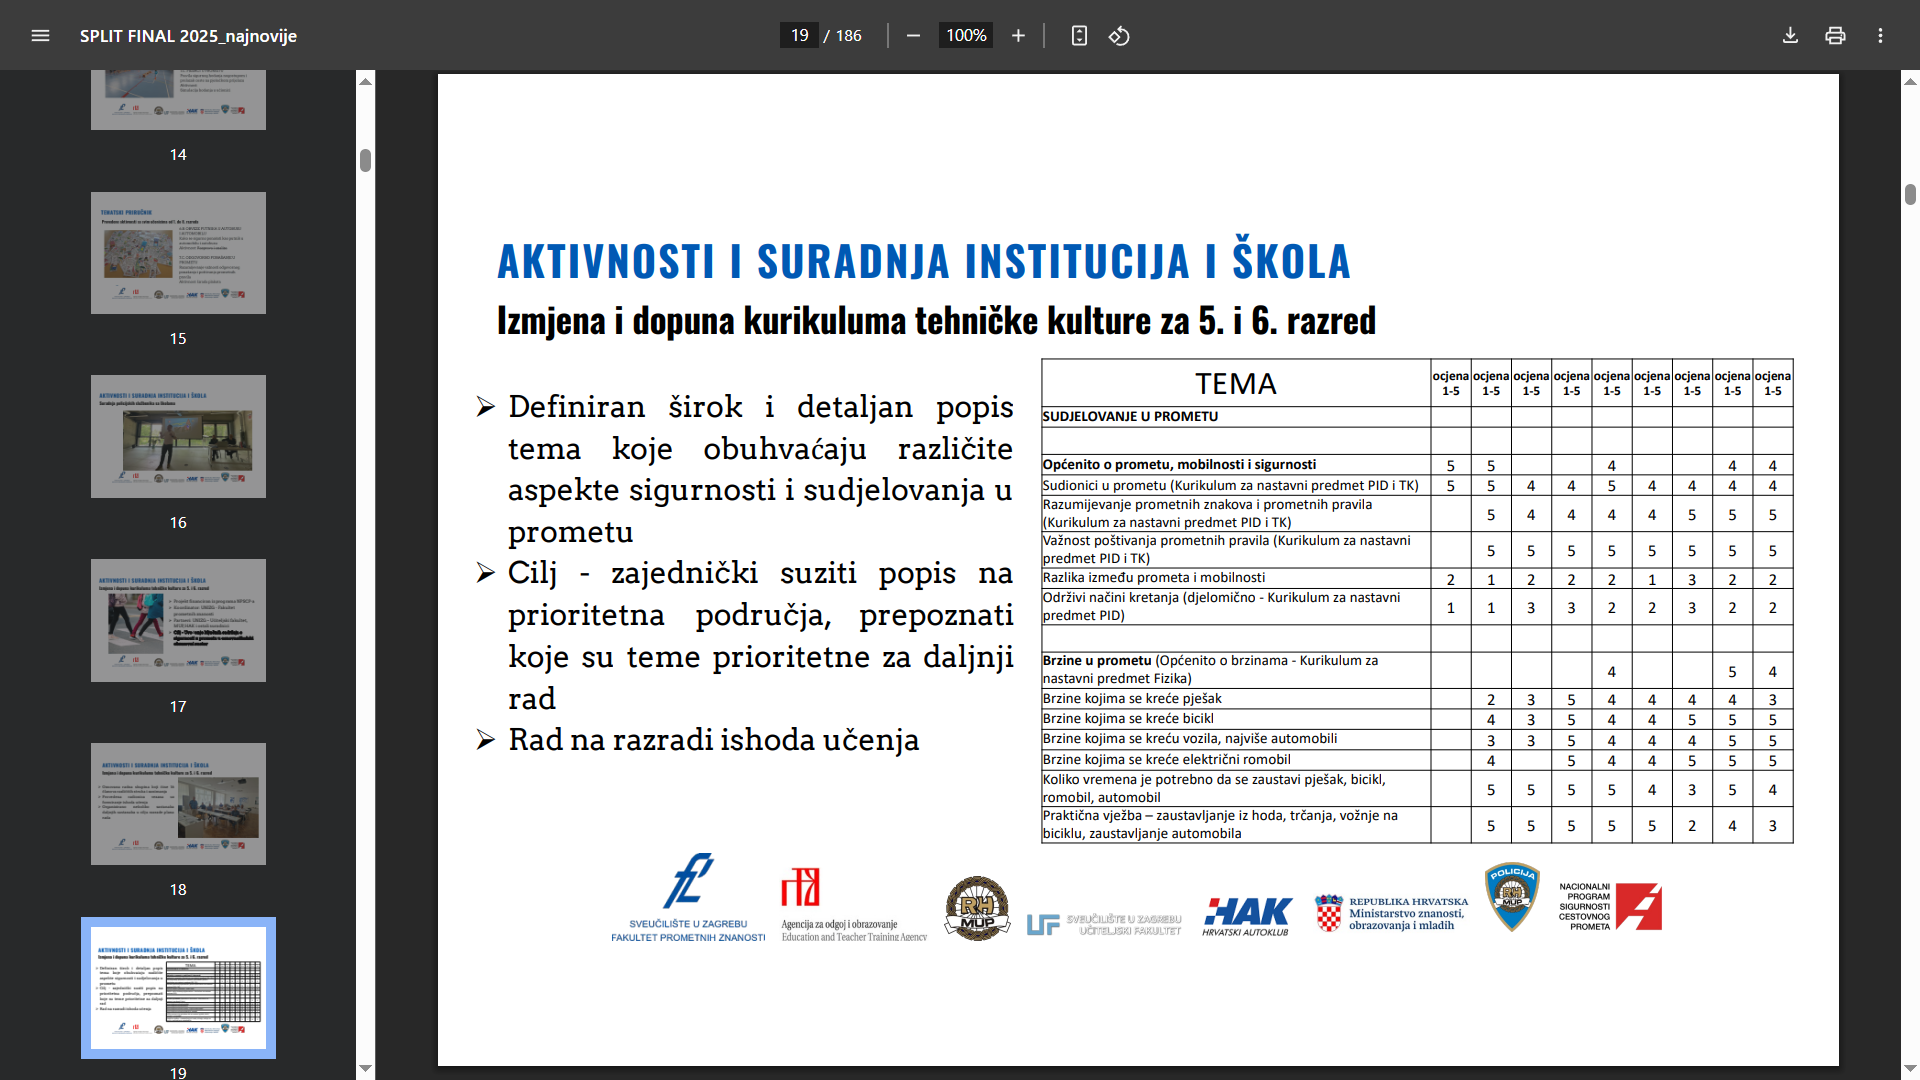 SPLIT FINAL 2025_najnovije
19 / 186
100%
14
15
16
17
18
19
AKTIVNOSTI I SURADNJA INSTITUCIJA I ŠKOLA
Izmjena i dopuna kurikuluma tehničke kulture za 5. i 6. razred
Definiran širok i detaljan popis
tema koje obuhvaćaju različite
aspekte sigurnosti i sudjelovanja u
prometu
Cilj - zajednički suziti popis na
prioritetna područja, prepoznati
koje su teme prioritetne za daljnji
rad
Rad na razradi ishoda učenja
TEMA ocjena ocjena ocjena ocjena ocjena ocjena ocjena ocjena ocjena
1-5 1-5 1-5 1-5 1-5 1-5 1-5 1-5 1-5
SUDJELOVANJE U PROMETU
Općenito o prometu, mobilnosti i sigurnosti 5 5 4 4 4
Sudionici u prometu (Kurikulum za nastavni predmet PID i TK) 5 5 4 4 5 4 4 4 4
Razumijevanje prometnih znakova i prometnih pravila
(Kurikulum za nastavni predmet PID i TK) 5 4 4 4 4 5 5 5
Važnost poštivanja prometnih pravila (Kurikulum za nastavni
predmet PID i TK) 5 5 5 5 5 5 5 5
Razlika između prometa i mobilnosti 2 1 2 2 2 1 3 2 2
Održivi načini kretanja (djelomično - Kurikulum za nastavni
predmet PID) 1 1 3 3 2 2 3 2 2
Brzine u prometu (Općenito o brzinama - Kurikulum za
nastavni predmet Fizika) 4 5 4
Brzine kojima se kreće pješak 2 3 5 4 4 4 4 3
Brzine kojima se kreće bicikl 4 3 5 4 4 5 5 5
Brzine kojima se kreću vozila, najviše automobili 3 3 5 4 4 4 5 5
Brzine kojima se kreće električni romobil 4 5 4 4 5 5 5
Koliko vremena je potrebno da se zaustavi pješak, bicikl,
romobil, automobil 5 5 5 5 4 3 5 4
Praktična vježba – zaustavljanje iz hoda, trčanja, vožnje na
biciklu, zaustavljanje automobila 5 5 5 5 5 2 4 3
SVEUČILIŠTE U ZAGREBU
FAKULTET PROMETNIH ZNANOSTI
Agencija za odgoj i obrazovanje
Education and Teacher Training Agency
RH
MUP
UF
SVEUČILIŠTE U ZAGREBU
UČITELJSKI FAKULTET
HAK
HRVATSKI AUTOKLUB
REPUBLIKA HRVATSKA
Ministarstvo znanosti,
obrazovanja i mladih
POLICIJA
RH
MUP
NACIONALNI
PROGRAM
SIGURNOSTI
CESTOVNOG
PROMETA